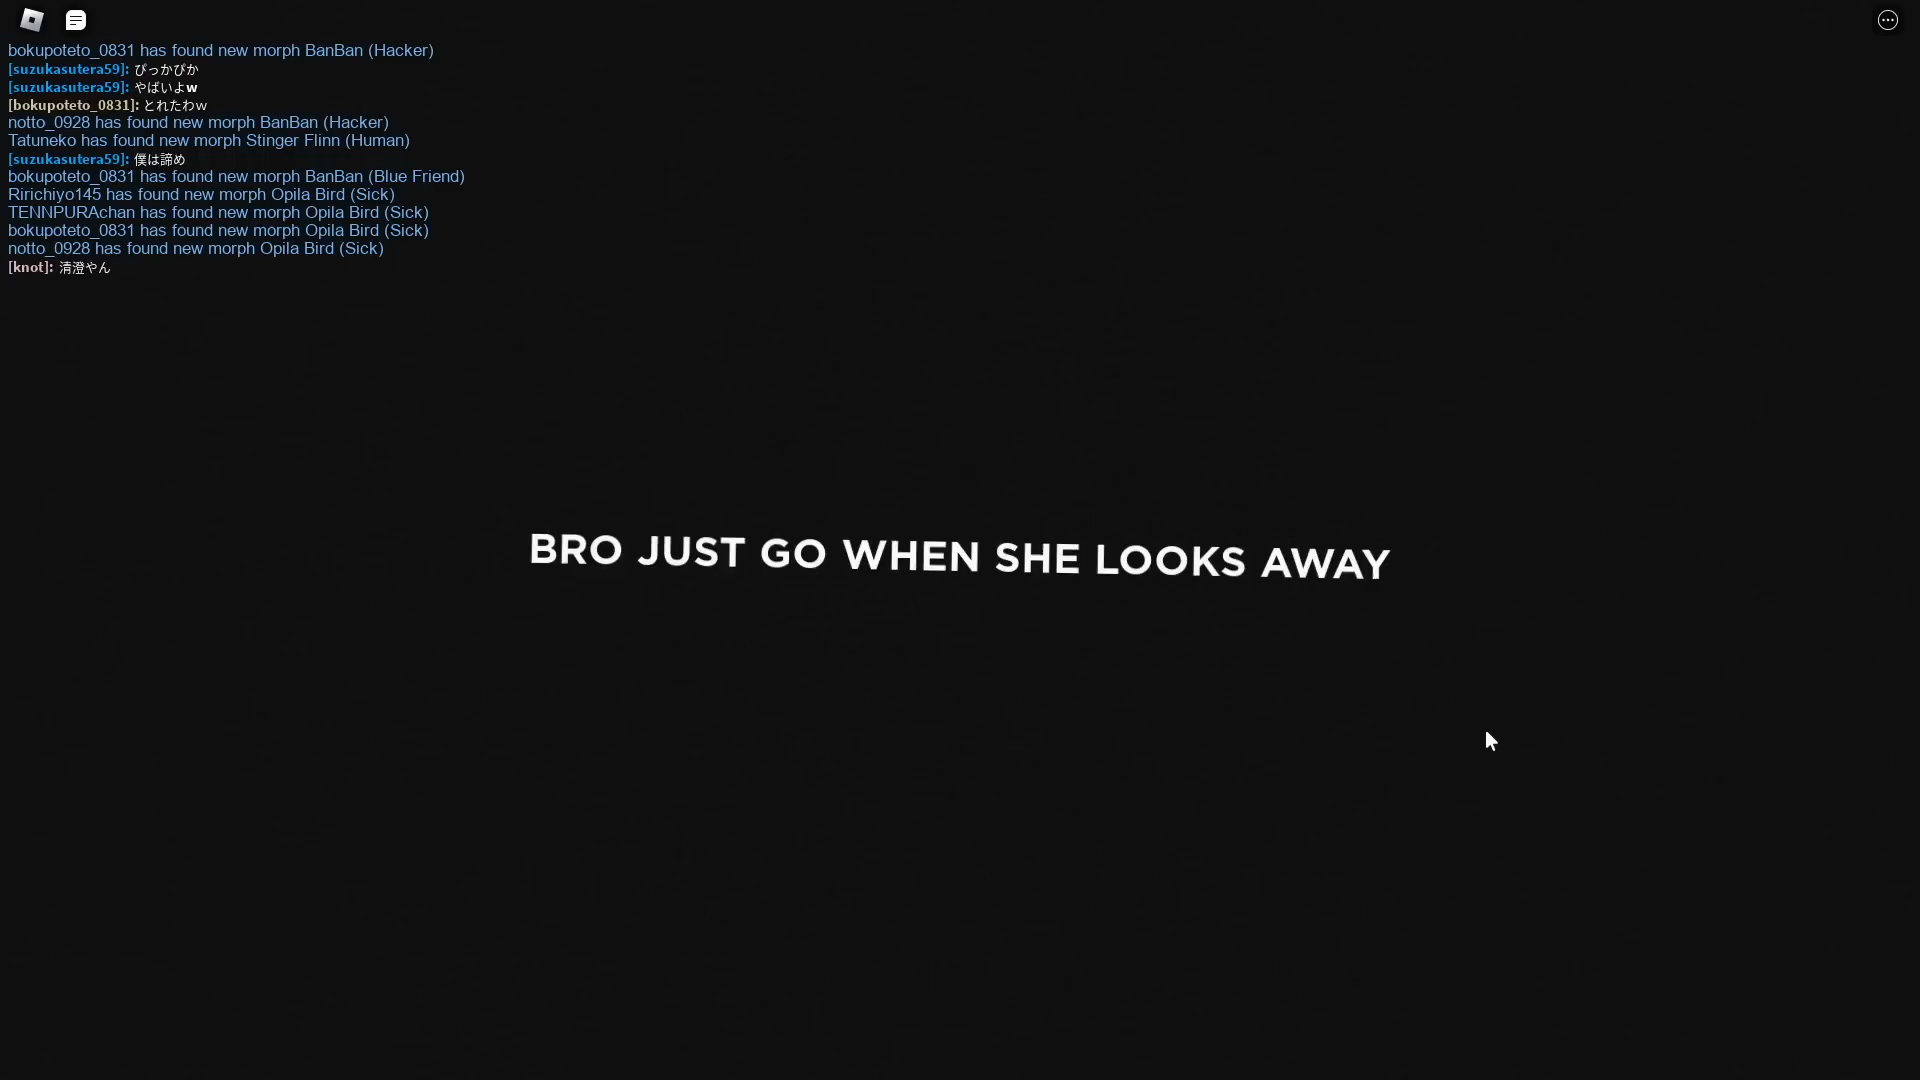 bokupoteto_0831 has found new morph BanBan (Hacker)
[suzukasutera59]: ぴっかぴか
[suzukasutera59]: やばいよw
[bokupoteto_0831]: とれたわｗ
notto_0928 has found new morph BanBan (Hacker)
Tatuneko has found new morph Stinger Flinn (Human)
[suzukasutera59]: 僕は諦め
bokupoteto_0831 has found new morph BanBan (Blue Friend)
Ririchiyo145 has found new morph Opila Bird (Sick)
TENNPURAchan has found new morph Opila Bird (Sick)
bokupoteto_0831 has found new morph Opila Bird (Sick)
notto_0928 has found new morph Opila Bird (Sick)
[knot]: 清澄やん
BRO JUST GO WHEN SHE LOOKS AWAY